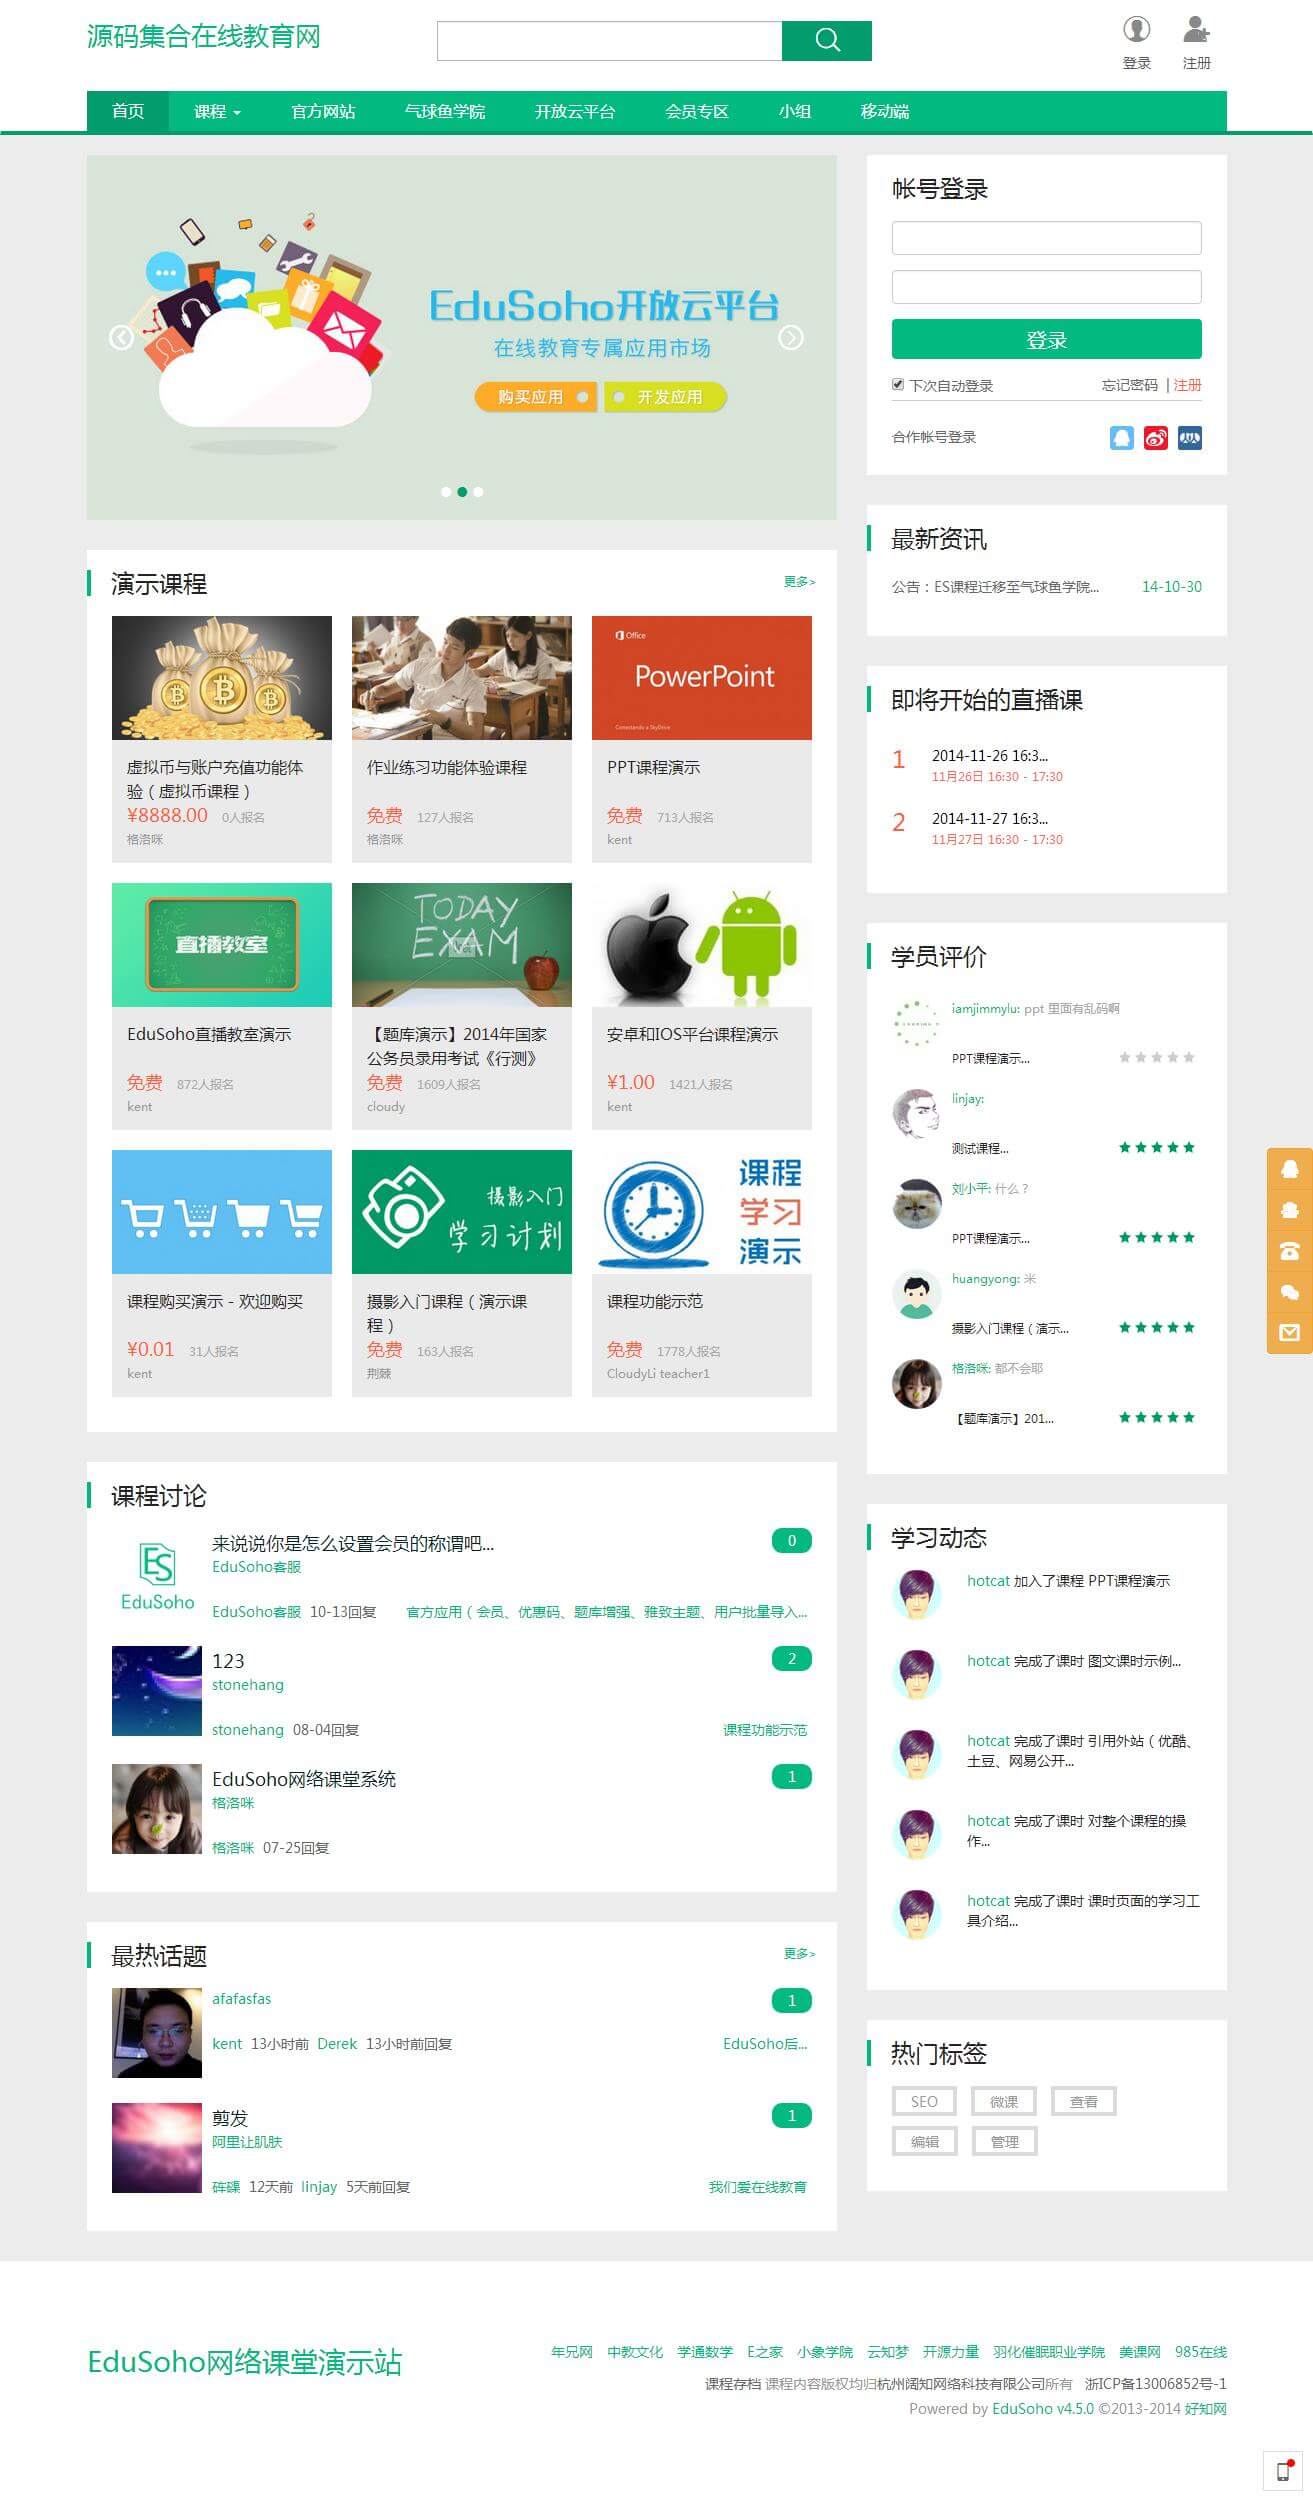 源码集合在线教育网
登录
注册
首页
课程
官方网站
气球鱼学院
开放云平台
会员专区
小组
移动端
EduSoho开放云平台
在线教育专属应用市场
购买应用
开发应用
帐号登录
登录
下次自动登录
忘记密码 | 注册
合作帐号登录
最新资讯
公告：ES课程迁移至气球鱼学院... 14-10-30
即将开始的直播课
1
2014-11-26 16:3...
11月26日 16:30 - 17:30
2
2014-11-27 16:3...
11月27日 16:30 - 17:30
演示课程
更多>
虚拟币与账户充值功能体
验（虚拟币课程）
¥8888.00 0人报名
格洛咪
作业练习功能体验课程
免费 127人报名
格洛咪
Office
PowerPoint
Conectando a SkyDrive
PPT课程演示
免费 713人报名
kent
直播教室
EduSoho直播教室演示
免费 872人报名
kent
TODAY
EXAM
【题库演示】2014年国家
公务员录用考试《行测》
免费 1609人报名
cloudy
安卓和IOS平台课程演示
¥1.00 1421人报名
kent
课程购买演示 - 欢迎购买
¥0.01 31人报名
kent
摄影入门
学习计划
摄影入门课程（演示课
程）
免费 163人报名
荆棘
课程
学习
演示
课程功能示范
免费 1778人报名
CloudyLi teacher1
学员评价
iamjimmylu: ppt 里面有乱码啊
PPT课程演示...
linjay:
测试课程...
刘小平: 什么？
PPT课程演示...
huangyong: 米
摄影入门课程（演示...
格洛咪: 都不会耶
【题库演示】201...
课程讨论
ES
EduSoho
来说说你是怎么设置会员的称谓吧...
0
EduSoho客服
EduSoho客服 10-13回复
官方应用（会员、优惠码、题库增强、雅致主题、用户批量导入...
123
2
stonehang
stonehang 08-04回复
课程功能示范
EduSoho网络课堂系统
1
格洛咪
格洛咪 07-25回复
学习动态
hotcat 加入了课程 PPT课程演示
hotcat 完成了课时 图文课时示例...
hotcat 完成了课时 引用外站（优酷、
土豆、网易公开...
hotcat 完成了课时 对整个课程的操
作...
hotcat 完成了课时 课时页面的学习工
具介绍...
最热话题
更多>
afafasfas
1
kent 13小时前 Derek 13小时前回复
EduSoho后...
剪发
1
阿里让肌肤
砗磲 12天前 linjay 5天前回复
我们爱在线教育
热门标签
SEO
微课
查看
编辑
管理
EduSoho网络课堂演示站
年兄网 中教文化 学通数学 E之家 小象学院 云知梦 开源力量 羽化催眠职业学院 美课网 985在线
课程存档 课程内容版权均归杭州阔知网络科技有限公司所有 浙ICP备13006852号-1
Powered by EduSoho v4.5.0 ©2013-2014 好知网